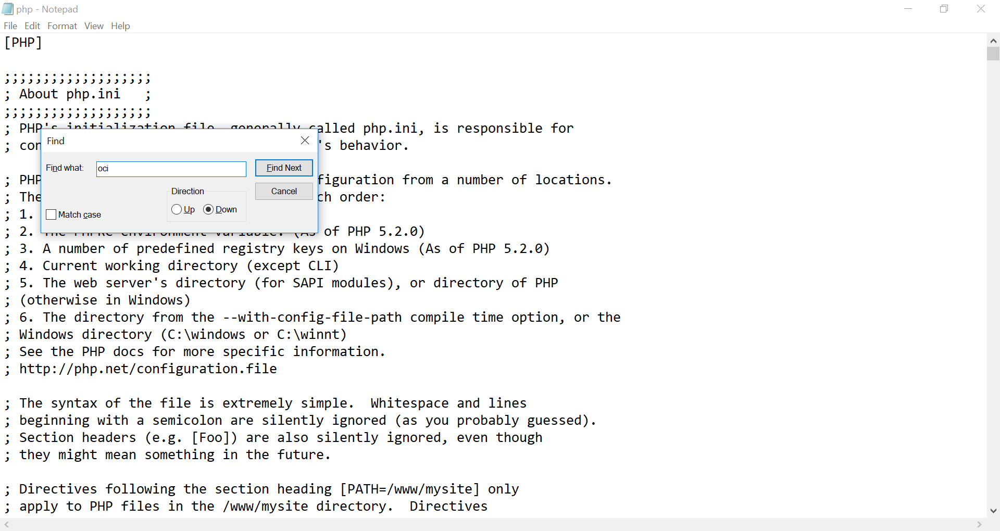 php - Notepad
File Edit Format View Help
[PHP]
;;;;;;;;;;;;;;;;;;;
; About php.ini   ;
;;;;;;;;;;;;;;;;;;;
; PHP's initialization file, generally called php.ini, is responsible for
; con 's behavior.
Find
Find what: oci
Find Next
Direction
Cancel
Up Down
Match case
; PHP figuration from a number of locations.
; The ch order:
; 1.
; 2. The PHPRC environment variable. (As of PHP 5.2.0)
; 3. A number of predefined registry keys on Windows (As of PHP 5.2.0)
; 4. Current working directory (except CLI)
; 5. The web server's directory (for SAPI modules), or directory of PHP
; (otherwise in Windows)
; 6. The directory from the --with-config-file-path compile time option, or the
; Windows directory (C:\windows or C:\winnt)
; See the PHP docs for more specific information.
; http://php.net/configuration.file
; The syntax of the file is extremely simple.  Whitespace and lines
; beginning with a semicolon are silently ignored (as you probably guessed).
; Section headers (e.g. [Foo]) are also silently ignored, even though
; they might mean something in the future.
; Directives following the section heading [PATH=/www/mysite] only
; apply to PHP files in the /www/mysite directory.  Directives